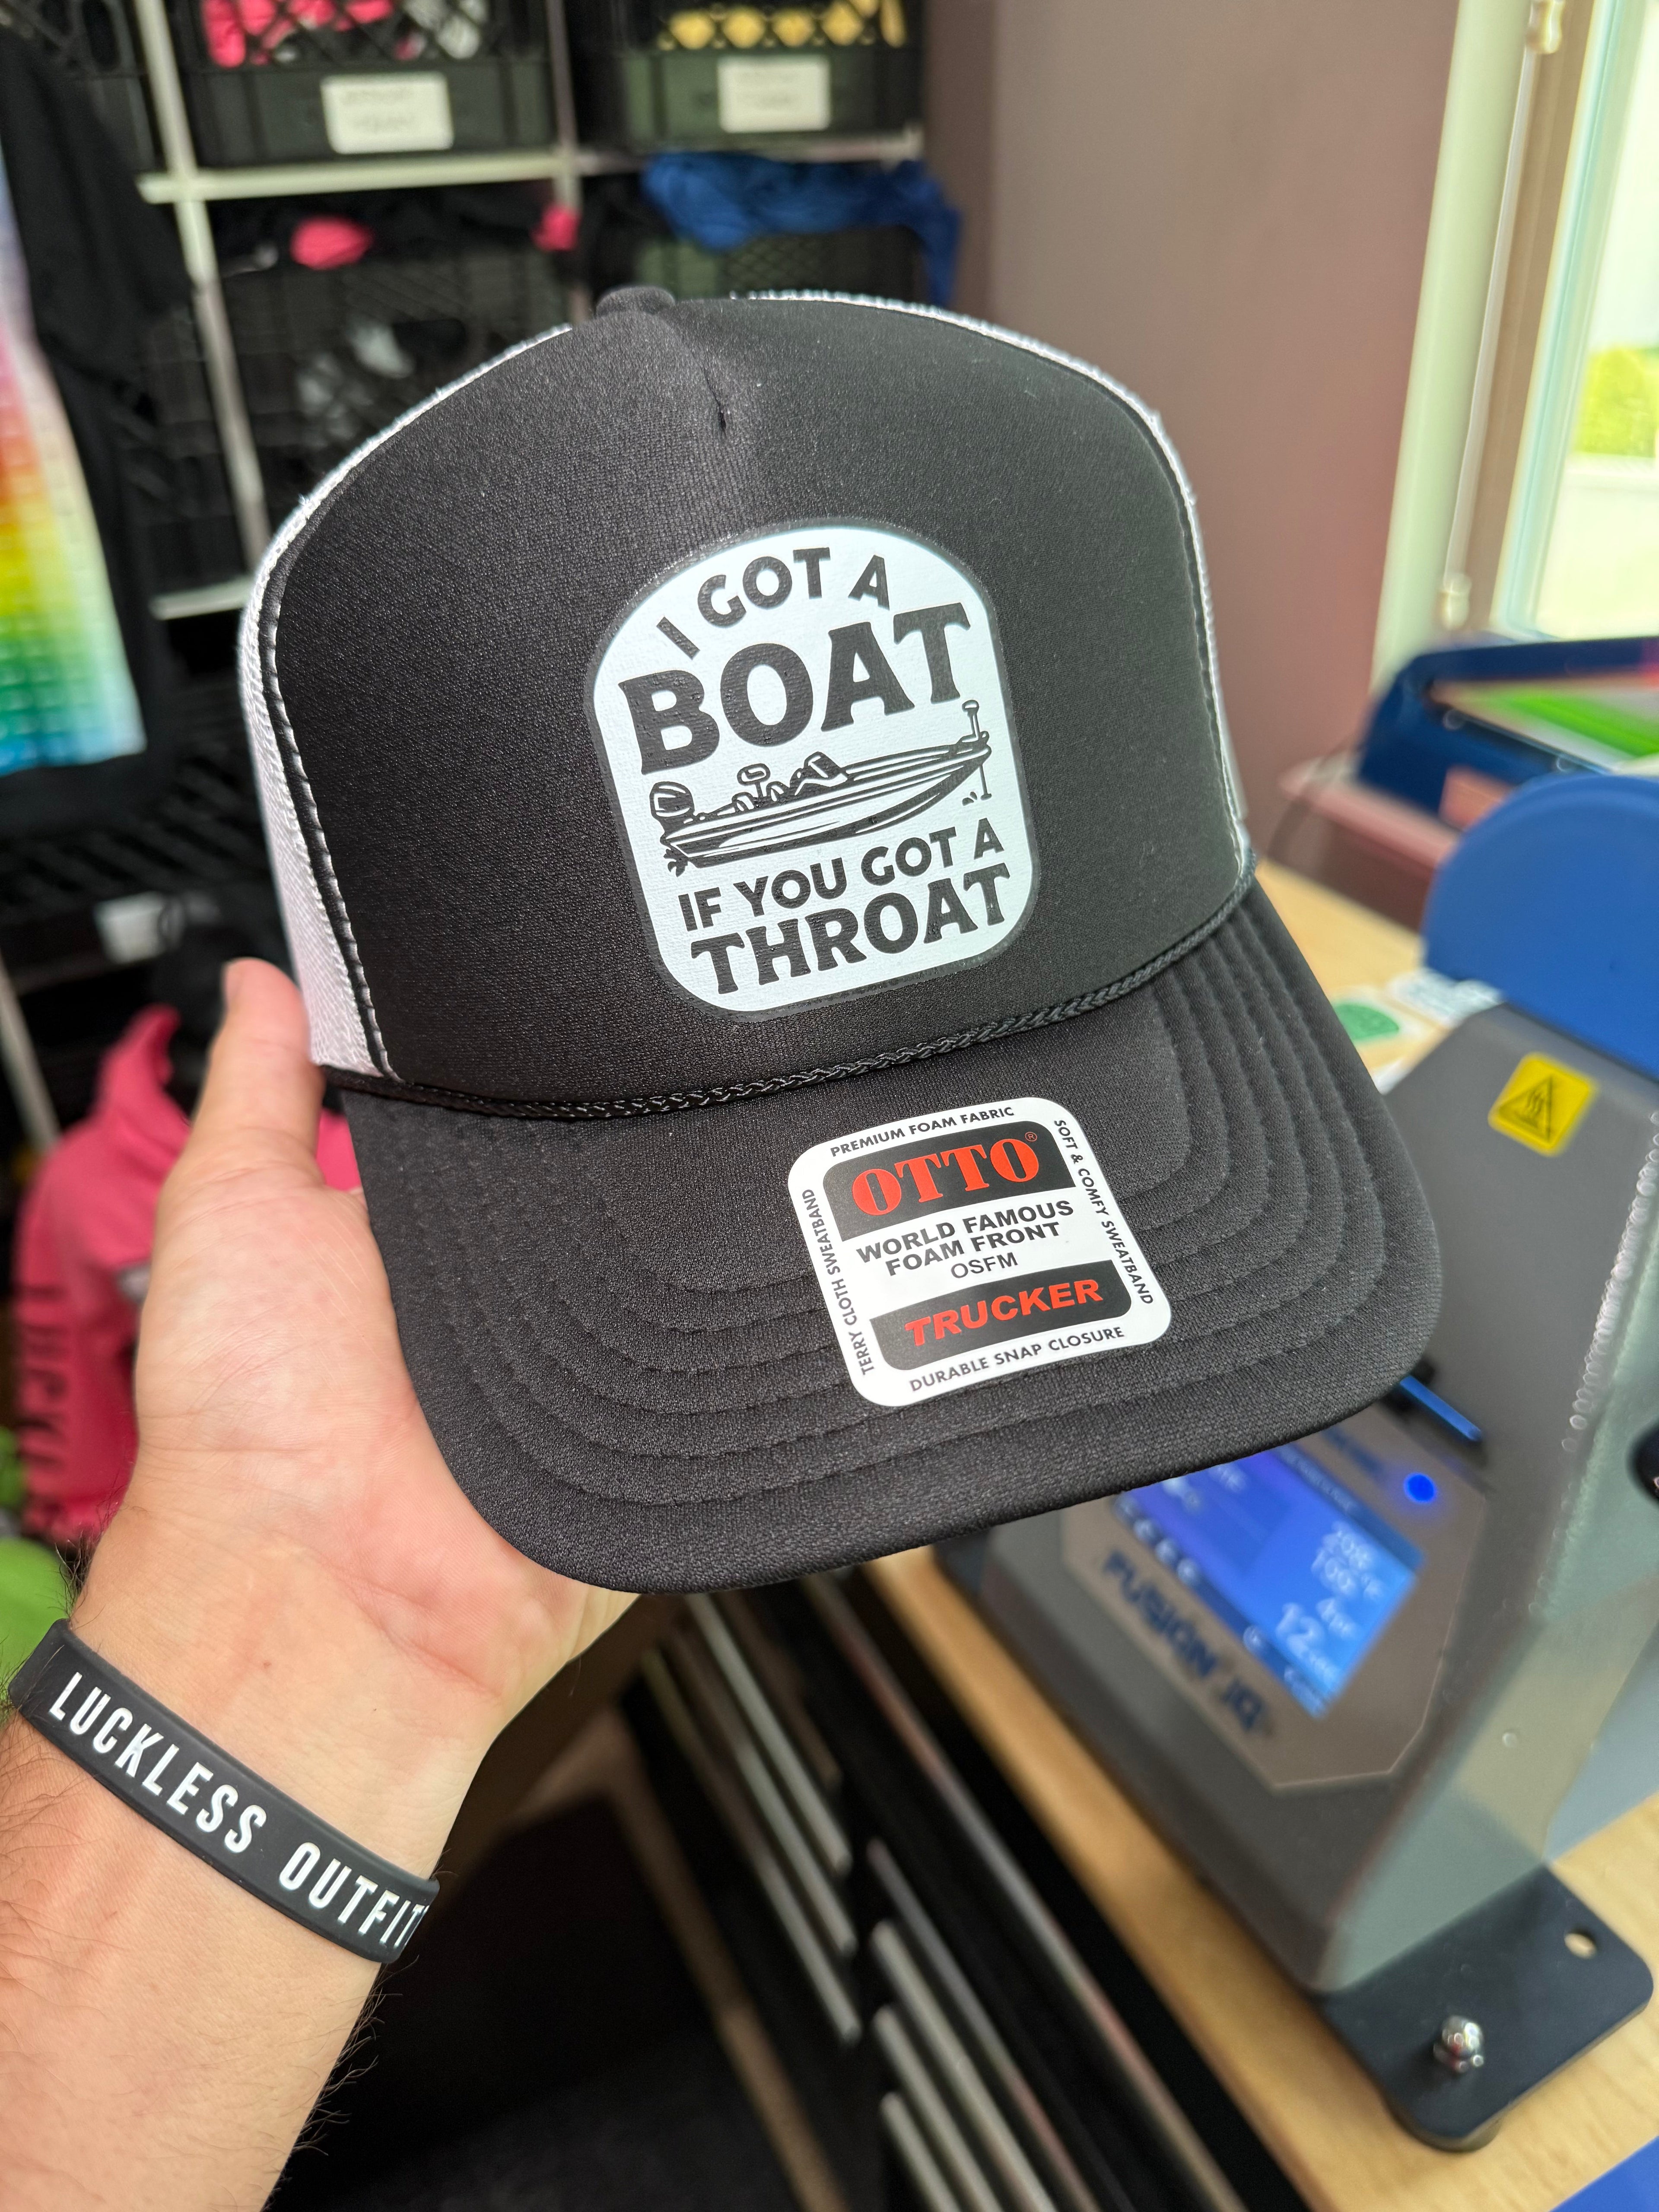 I GOT A
BOAT
IF YOU GOT A
THROAT
PREMIUM FOAM FABRIC
OTTO®
WORLD FAMOUS
FOAM FRONT
OSFM
TRUCKER
DURABLE SNAP CLOSURE
TERRY CLOTH SWEATBAND
SOFT & COMFY SWEATBAND
FUSION IQ
LUCKLESS OUTFIT